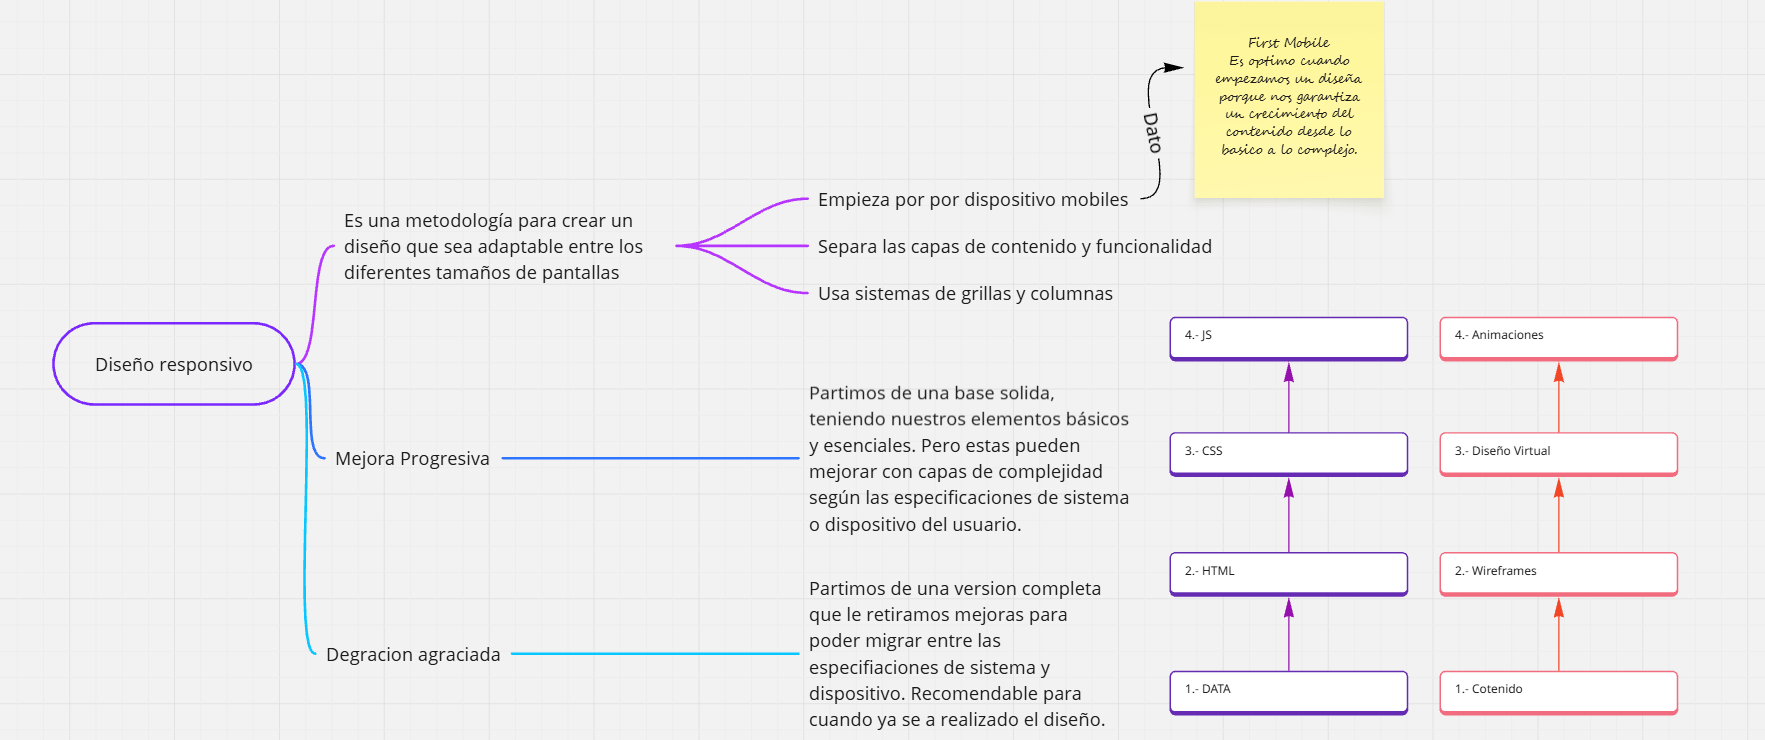 First Mobile
Es optimo cuando
empezamos un diseña
porque nos garantiza
un crecimiento del
contenido desde lo
basico a lo complejo.
Dato
Es una metodología para crear un
diseño que sea adaptable entre los
diferentes tamaños de pantallas
Empieza por por dispositivo mobiles
Separa las capas de contenido y funcionalidad
Usa sistemas de grillas y columnas
Diseño responsivo
Mejora Progresiva
Partimos de una base solida,
teniendo nuestros elementos básicos
y esenciales. Pero estas pueden
mejorar con capas de complejidad
según las especificaciones de sistema
o dispositivo del usuario.
Degracion agraciada
Partimos de una version completa
que le retiramos mejoras para
poder migrar entre las
especifiaciones de sistema y
dispositivo. Recomendable para
cuando ya se a realizado el diseño.
4.- JS
3.- CSS
2.- HTML
1.- DATA
4.- Animaciones
3.- Diseño Virtual
2.- Wireframes
1.- Cotenido